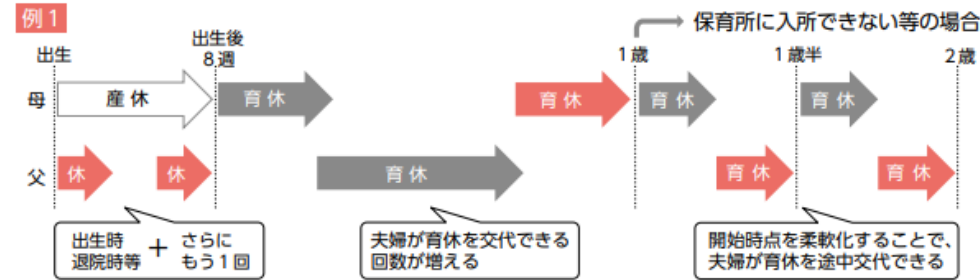 例1
保育所に入所できない等の場合
出生
出生後
8週
1歳
1歳半
2歳
母
産休
育休
育休
育休
育休
父
休
休
育休
育休
育休
出生時
退院時等
+
さらに
もう1回
夫婦が育休を交代できる
回数が増える
開始時点を柔軟化することで、
夫婦が育休を途中交代できる